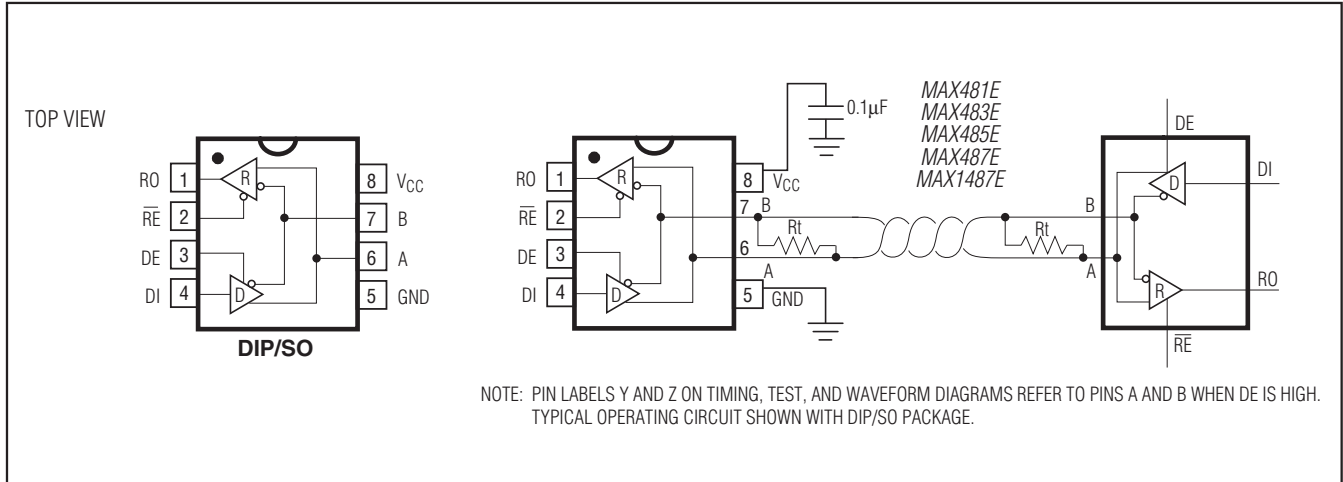 TOP VIEW
RO 1
R̅E̅ 2
DE 3
DI 4
R
D
8 VCC
7 B
6 A
5 GND
DIP/SO
RO 1
R̅E̅ 2
DE 3
DI 4
R
D
0.1µF
8 VCC
7 B
Rt
6 A
5 GND
MAX481E
MAX483E
MAX485E
MAX487E
MAX1487E
B
Rt
A
DE
D
DI
R
RO
R̅E̅
NOTE: PIN LABELS Y AND Z ON TIMING, TEST, AND WAVEFORM DIAGRAMS REFER TO PINS A AND B WHEN DE IS HIGH.
TYPICAL OPERATING CIRCUIT SHOWN WITH DIP/SO PACKAGE.